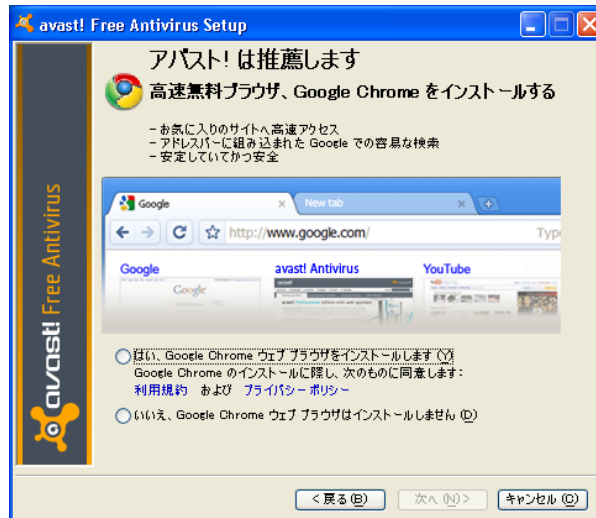 avast! Free Antivirus Setup
アバスト! は推薦します
高速無料ブラウザ、Google Chrome をインストールする
- お気に入りのサイトへ高速アクセス
- アドレスバーに組み込まれた Google での容易な検索
- 安定していてかつ安全
Google
New tab
http://www.google.com/
Type
Google
avast! Antivirus
YouTube
Google
はい、Google Chrome ウェブ ブラウザをインストールします (Y)
Google Chrome のインストールに際し、次のものに同意します:
利用規約 および プライバシー ポリシー
いいえ、Google Chrome ウェブ ブラウザはインストールしません (D)
avast! Free Antivirus
< 戻る (B)
次へ (N) >
キャンセル (C)